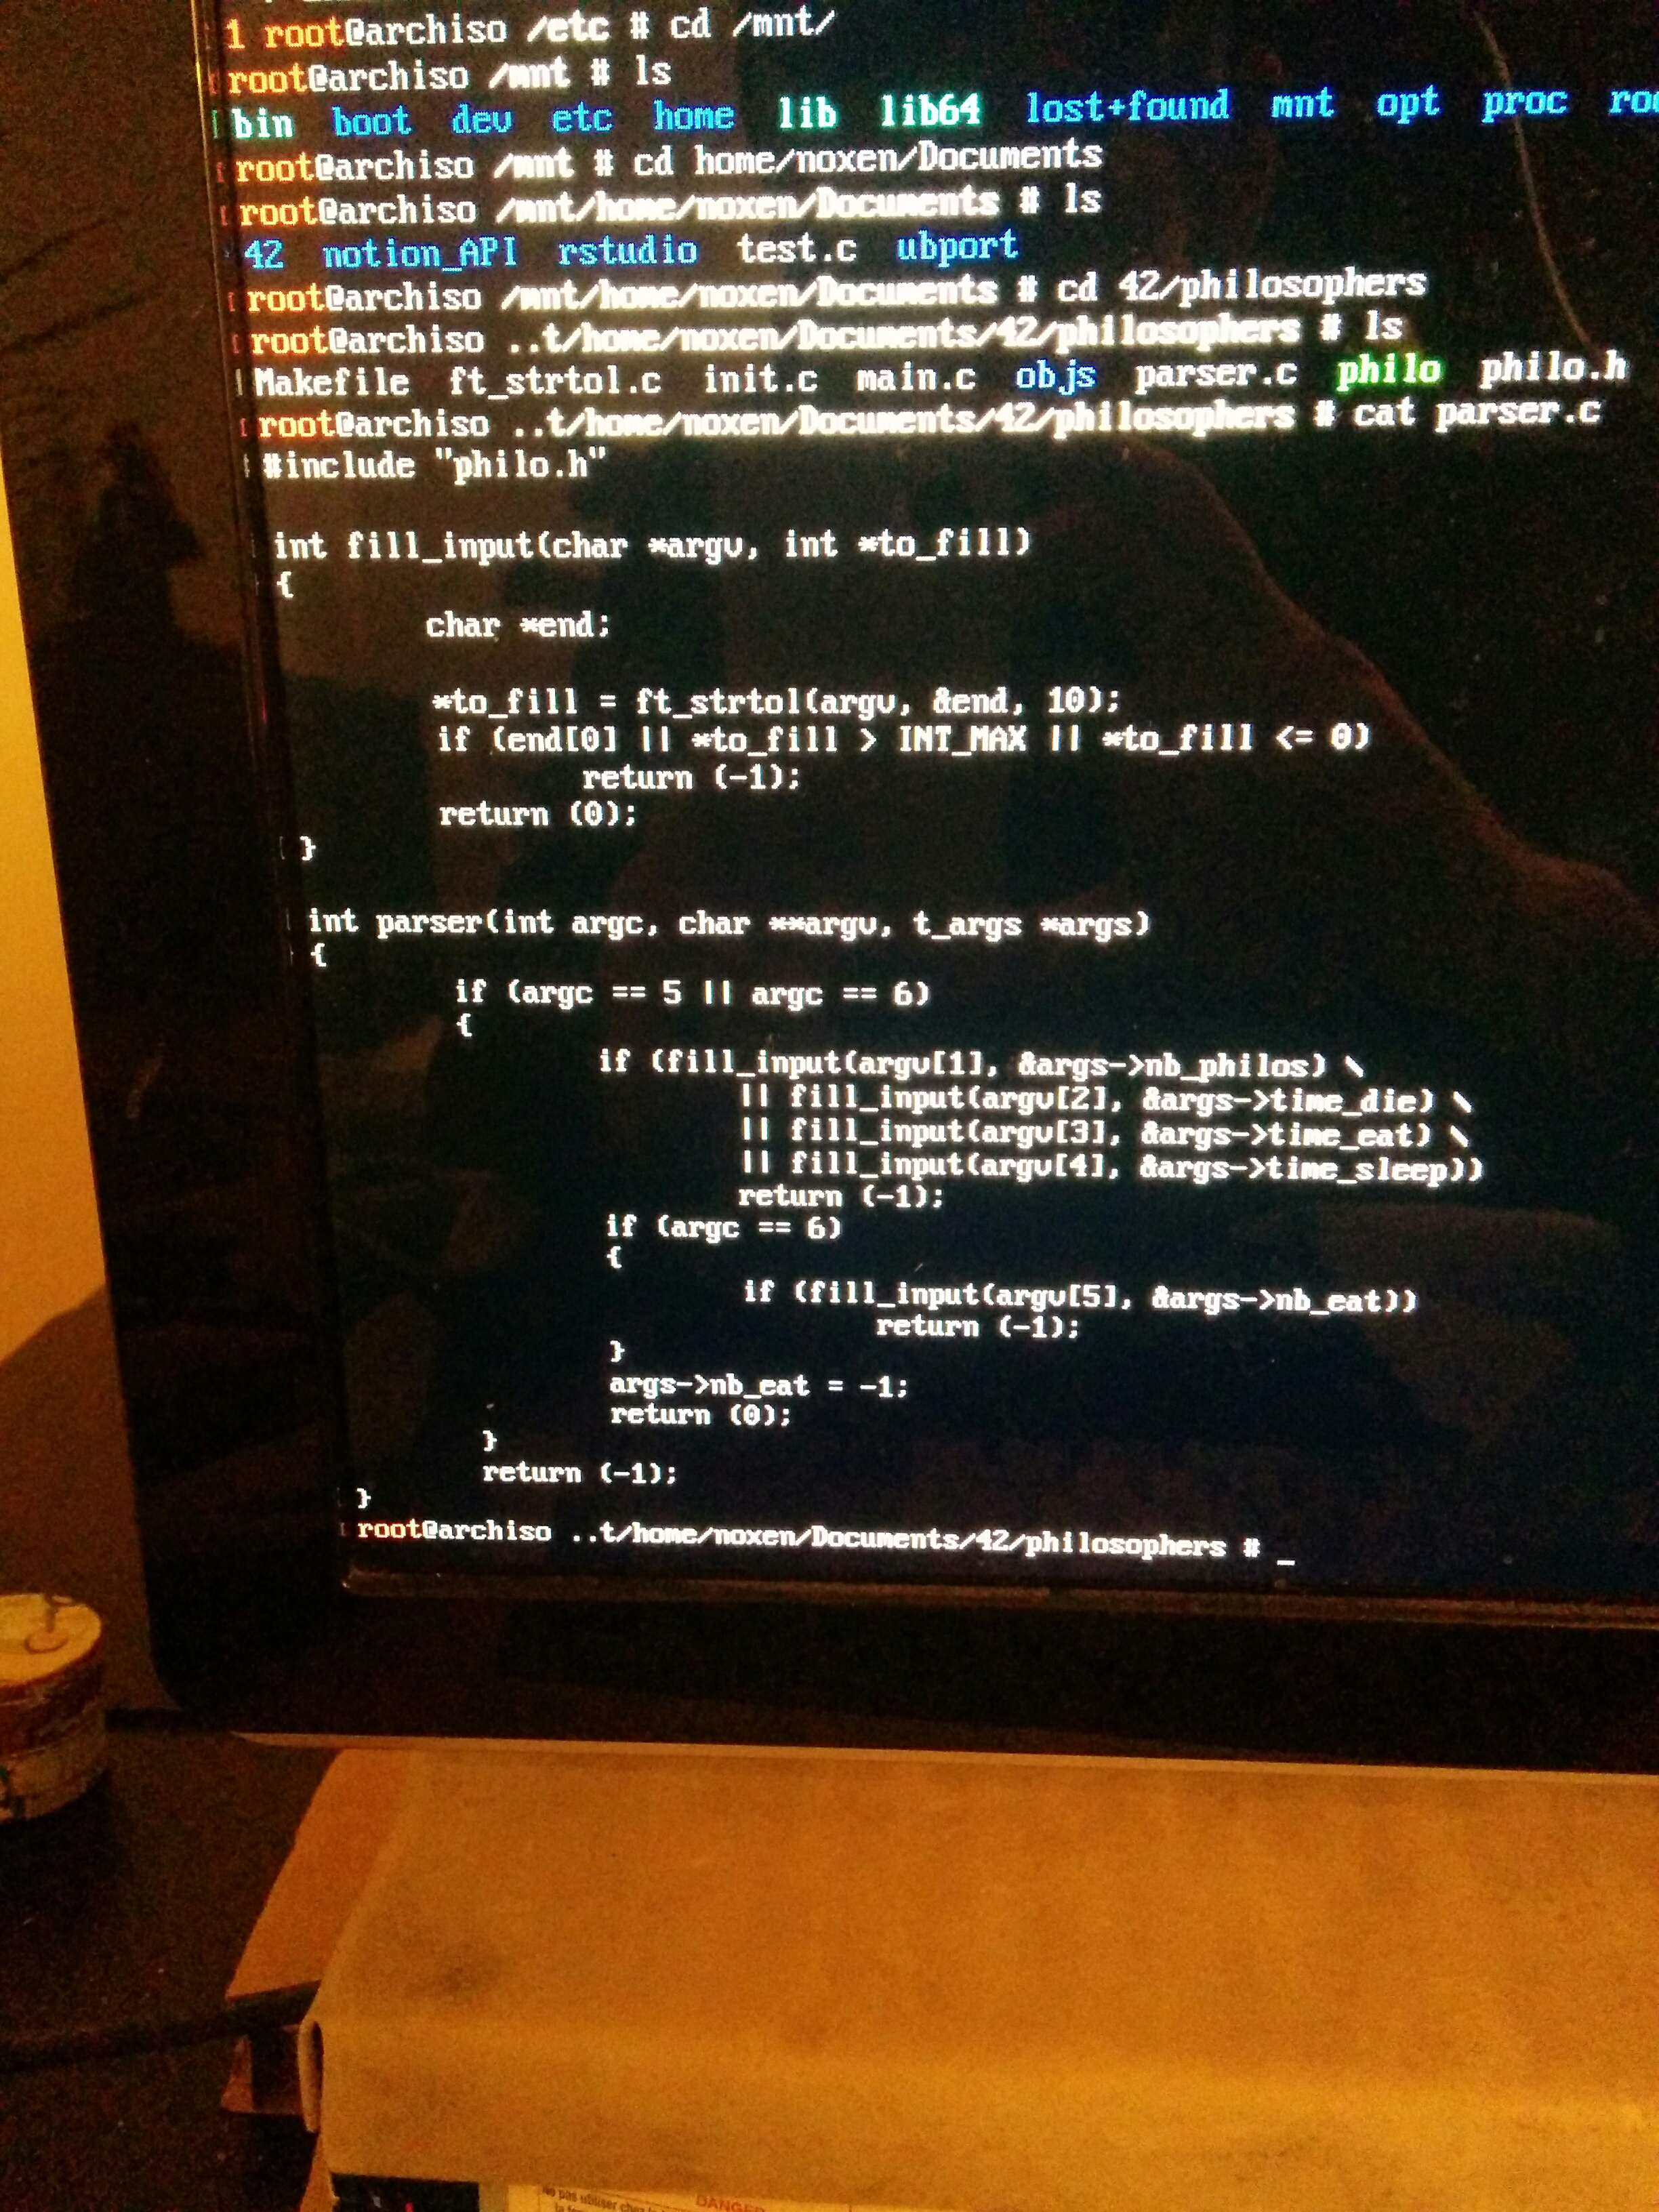 1 root@archiso /etc # cd /mnt/
root@archiso /mnt # ls
bin boot dev etc home lib lib64 lost+found mnt opt proc
root@archiso /mnt # cd home/noxen/Documents
root@archiso /mnt/home/noxen/Documents # ls
42 notion_API rstudio test.c ubport
root@archiso /mnt/home/noxen/Documents # cd 42/philosophers
root@archiso ..t/home/noxen/Documents/42/philosophers # ls
Makefile ft_strtol.c init.c main.c objs parser.c philo philo.h
root@archiso ..t/home/noxen/Documents/42/philosophers # cat parser.c
#include "philo.h"
int fill_input(char *argv, int *to_fill)
{
char *end;
*to_fill = ft_strtol(argv, &end, 10);
if (end[0] || *to_fill > INT_MAX || *to_fill <= 0)
return (-1);
return (0);
}
int parser(int argc, char **argv, t_args *args)
{
if (argc == 5 || argc == 6)
{
if (fill_input(argv[1], &args->nb_philos) \
|| fill_input(argv[2], &args->time_die) \
|| fill_input(argv[3], &args->time_eat) \
|| fill_input(argv[4], &args->time_sleep))
return (-1);
if (argc == 6)
{
if (fill_input(argv[5], &args->nb_eat))
return (-1);
}
args->nb_eat = -1;
return (0);
}
return (-1);
}
root@archiso ..t/home/noxen/Documents/42/philosophers # _
Ne pas utiliser chez
DANGER